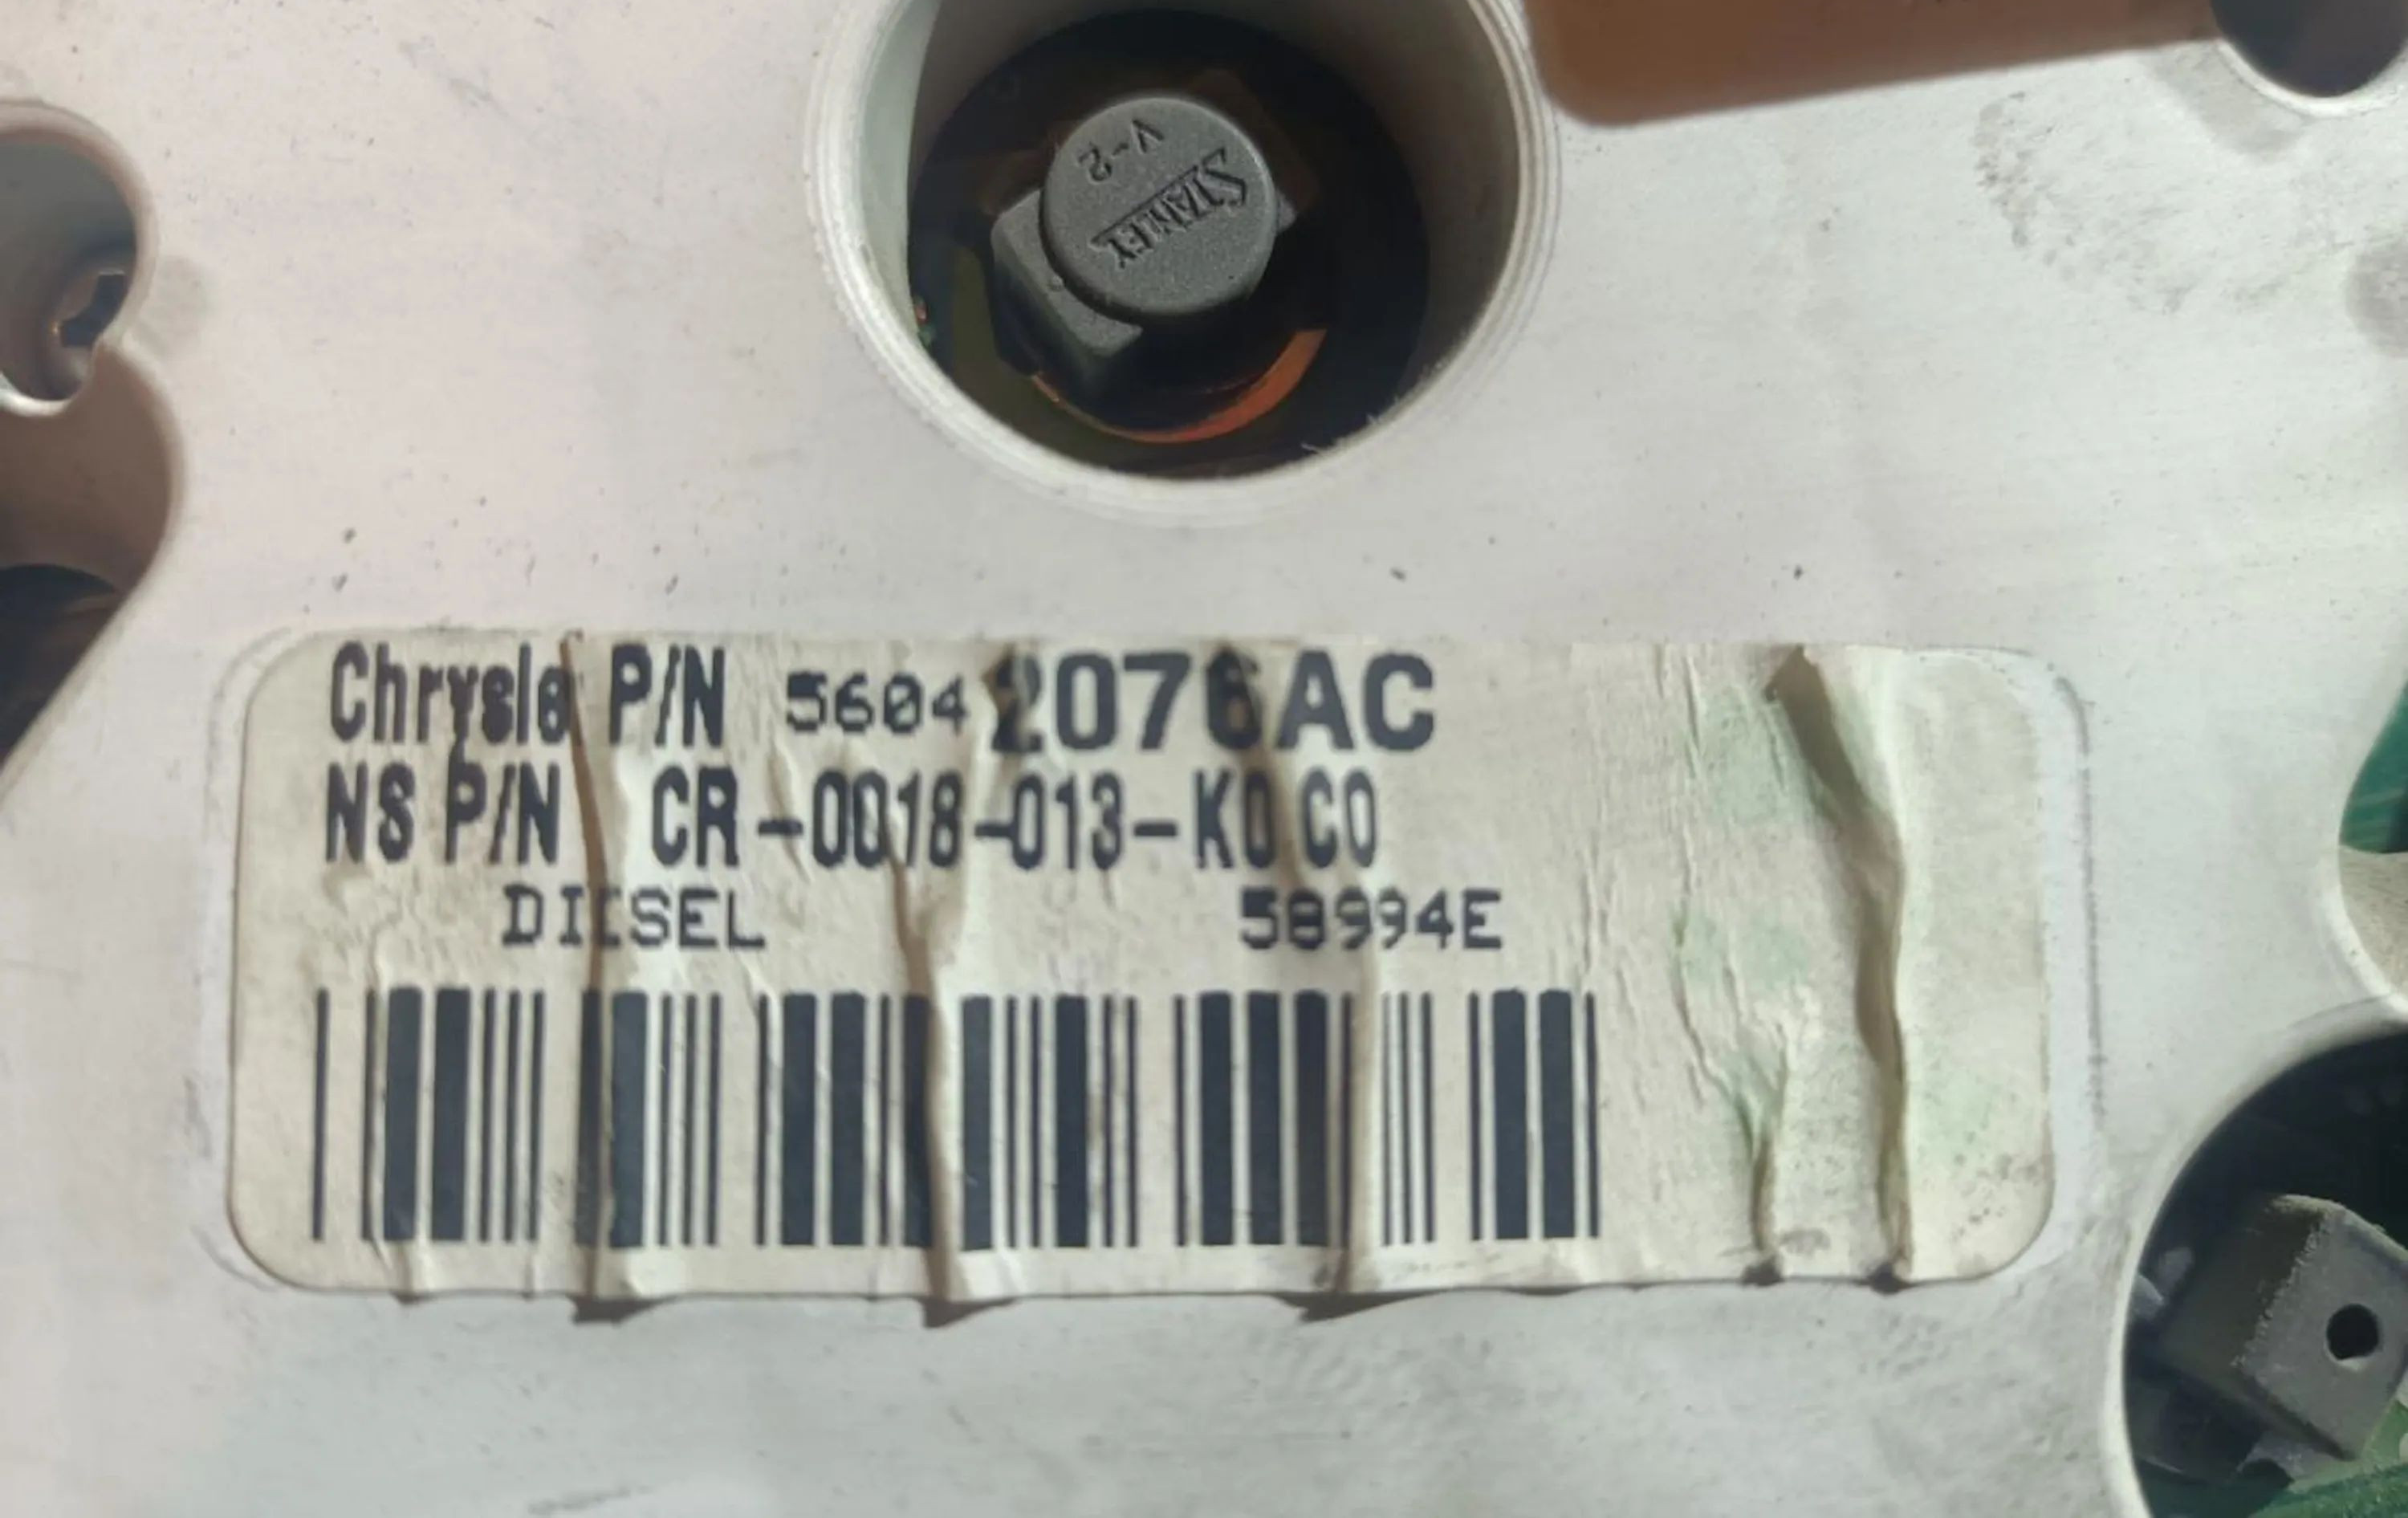 V-2
STANLEY
Chrysle P/N 56042076AC
NS P/N CR-0018-013-K0 C0
DIESEL 58994E